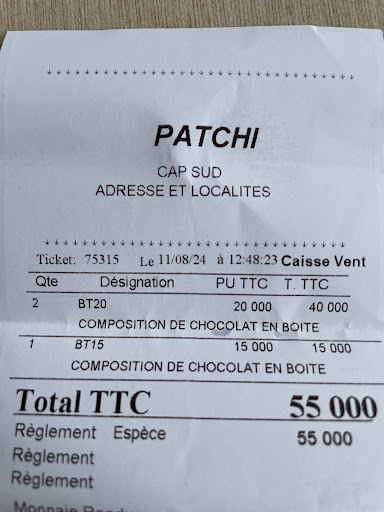 * * * * * * * * * * * * * * * * * * * * * * * * * * * * * * * * * * *
PATCHI
CAP SUD
ADRESSE ET LOCALITES
* * * * * * * * * * * * * * * * * * * * * * * * * * * * * * * * * * *
Ticket: 75315 Le 11/08/24 à 12:48:23 Caisse Vent
Qte Désignation PU TTC T. TTC
2 BT20 20 000 40 000
COMPOSITION DE CHOCOLAT EN BOITE
1 BT15 15 000 15 000
COMPOSITION DE CHOCOLAT EN BOITE
Total TTC 55 000
Règlement Espèce 55 000
Règlement
Règlement
Monnaie